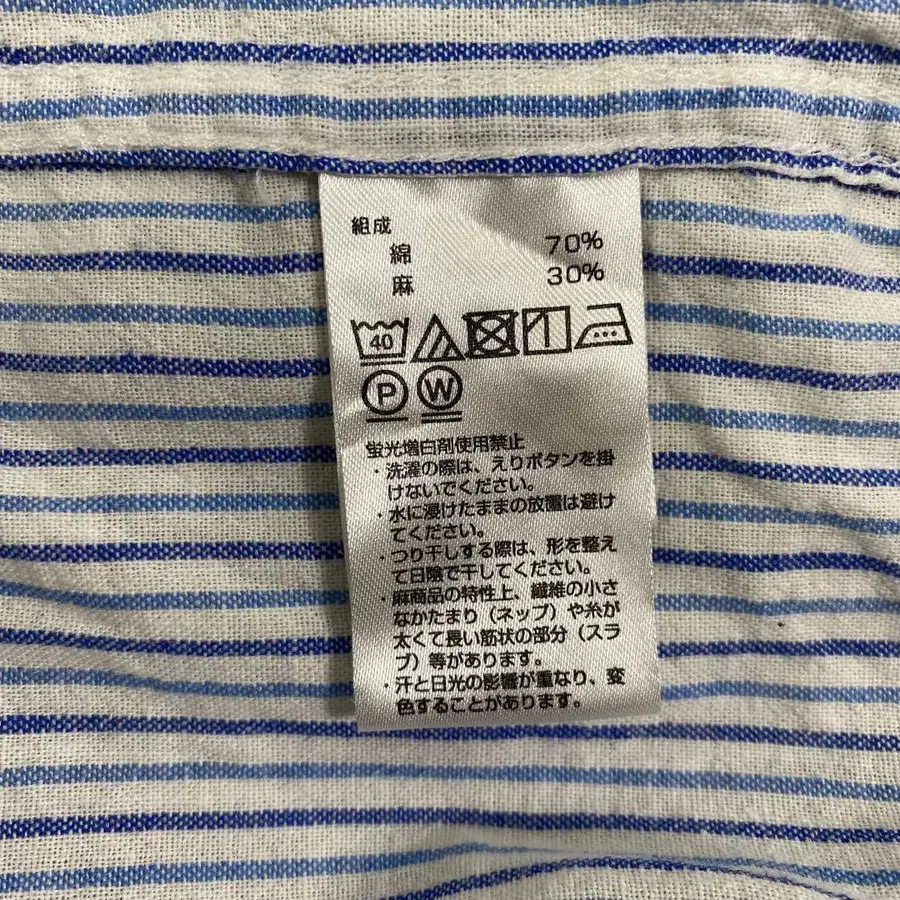 組成
綿 70%
麻 30%
40
P W
蛍光増白剤使用禁止
・洗濯の際は、えりボタンを掛
けないでください。
・水に浸けたままの放置は避け
てください。
・つり干しする際は、形を整え
て日陰で干してください。
・麻商品の特性上、繊維の小さ
なかたまり（ネップ）や糸が
太くて長い筋状の部分（スラ
ブ）等があります。
・汗と日光の影響が重なり、変
色することがあります。